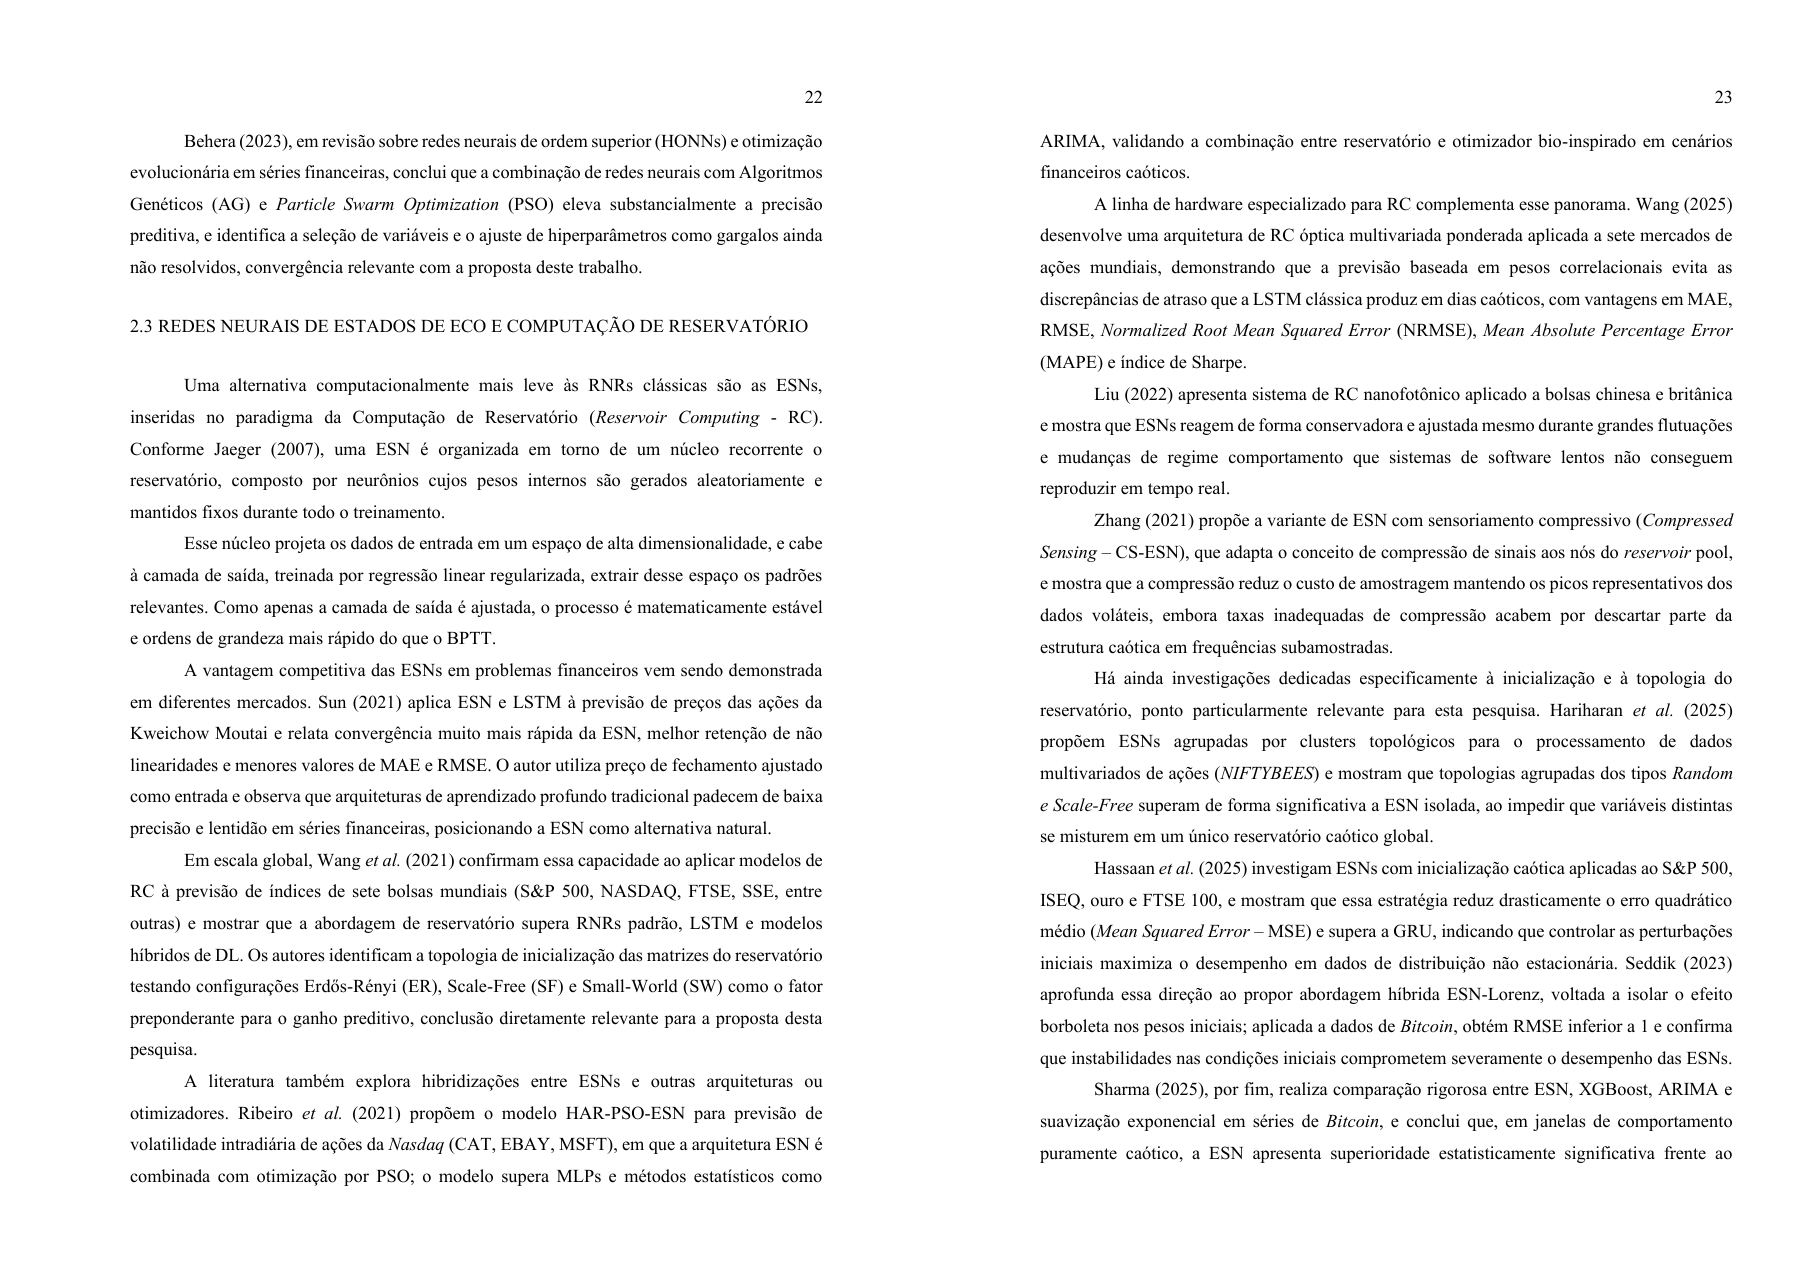 22
Behera (2023), em revisão sobre redes neurais de ordem superior (HONNs) e otimização
evolucionária em séries financeiras, conclui que a combinação de redes neurais com Algoritmos
Genéticos (AG) e Particle Swarm Optimization (PSO) eleva substancialmente a precisão
preditiva, e identifica a seleção de variáveis e o ajuste de hiperparâmetros como gargalos ainda
não resolvidos, convergência relevante com a proposta deste trabalho.
2.3 REDES NEURAIS DE ESTADOS DE ECO E COMPUTAÇÃO DE RESERVATÓRIO
Uma alternativa computacionalmente mais leve às RNRs clássicas são as ESNs,
inseridas no paradigma da Computação de Reservatório (Reservoir Computing - RC).
Conforme Jaeger (2007), uma ESN é organizada em torno de um núcleo recorrente o
reservatório, composto por neurônios cujos pesos internos são gerados aleatoriamente e
mantidos fixos durante todo o treinamento.
Esse núcleo projeta os dados de entrada em um espaço de alta dimensionalidade, e cabe
à camada de saída, treinada por regressão linear regularizada, extrair desse espaço os padrões
relevantes. Como apenas a camada de saída é ajustada, o processo é matematicamente estável
e ordens de grandeza mais rápido do que o BPTT.
A vantagem competitiva das ESNs em problemas financeiros vem sendo demonstrada
em diferentes mercados. Sun (2021) aplica ESN e LSTM à previsão de preços das ações da
Kweichow Moutai e relata convergência muito mais rápida da ESN, melhor retenção de não
linearidades e menores valores de MAE e RMSE. O autor utiliza preço de fechamento ajustado
como entrada e observa que arquiteturas de aprendizado profundo tradicional padecem de baixa
precisão e lentidão em séries financeiras, posicionando a ESN como alternativa natural.
Em escala global, Wang et al. (2021) confirmam essa capacidade ao aplicar modelos de
RC à previsão de índices de sete bolsas mundiais (S&P 500, NASDAQ, FTSE, SSE, entre
outras) e mostrar que a abordagem de reservatório supera RNRs padrão, LSTM e modelos
híbridos de DL. Os autores identificam a topologia de inicialização das matrizes do reservatório
testando configurações Erdős-Rényi (ER), Scale-Free (SF) e Small-World (SW) como o fator
preponderante para o ganho preditivo, conclusão diretamente relevante para a proposta desta
pesquisa.
A literatura também explora hibridizações entre ESNs e outras arquiteturas ou
otimizadores. Ribeiro et al. (2021) propõem o modelo HAR-PSO-ESN para previsão de
volatilidade intradiária de ações da Nasdaq (CAT, EBAY, MSFT), em que a arquitetura ESN é
combinada com otimização por PSO; o modelo supera MLPs e métodos estatísticos como
23
ARIMA, validando a combinação entre reservatório e otimizador bio-inspirado em cenários
financeiros caóticos.
A linha de hardware especializado para RC complementa esse panorama. Wang (2025)
desenvolve uma arquitetura de RC óptica multivariada ponderada aplicada a sete mercados de
ações mundiais, demonstrando que a previsão baseada em pesos correlacionais evita as
discrepâncias de atraso que a LSTM clássica produz em dias caóticos, com vantagens em MAE,
RMSE, Normalized Root Mean Squared Error (NRMSE), Mean Absolute Percentage Error
(MAPE) e índice de Sharpe.
Liu (2022) apresenta sistema de RC nanofotônico aplicado a bolsas chinesa e britânica
e mostra que ESNs reagem de forma conservadora e ajustada mesmo durante grandes flutuações
e mudanças de regime comportamento que sistemas de software lentos não conseguem
reproduzir em tempo real.
Zhang (2021) propõe a variante de ESN com sensoriamento compressivo (Compressed
Sensing – CS-ESN), que adapta o conceito de compressão de sinais aos nós do reservoir pool,
e mostra que a compressão reduz o custo de amostragem mantendo os picos representativos dos
dados voláteis, embora taxas inadequadas de compressão acabem por descartar parte da
estrutura caótica em frequências subamostradas.
Há ainda investigações dedicadas especificamente à inicialização e à topologia do
reservatório, ponto particularmente relevante para esta pesquisa. Hariharan et al. (2025)
propõem ESNs agrupadas por clusters topológicos para o processamento de dados
multivariados de ações (NIFTYBEES) e mostram que topologias agrupadas dos tipos Random
e Scale-Free superam de forma significativa a ESN isolada, ao impedir que variáveis distintas
se misturem em um único reservatório caótico global.
Hassaan et al. (2025) investigam ESNs com inicialização caótica aplicadas ao S&P 500,
ISEQ, ouro e FTSE 100, e mostram que essa estratégia reduz drasticamente o erro quadrático
médio (Mean Squared Error – MSE) e supera a GRU, indicando que controlar as perturbações
iniciais maximiza o desempenho em dados de distribuição não estacionária. Seddik (2023)
aprofunda essa direção ao propor abordagem híbrida ESN-Lorenz, voltada a isolar o efeito
borboleta nos pesos iniciais; aplicada a dados de Bitcoin, obtém RMSE inferior a 1 e confirma
que instabilidades nas condições iniciais comprometem severamente o desempenho das ESNs.
Sharma (2025), por fim, realiza comparação rigorosa entre ESN, XGBoost, ARIMA e
suavização exponencial em séries de Bitcoin, e conclui que, em janelas de comportamento
puramente caótico, a ESN apresenta superioridade estatisticamente significativa frente ao